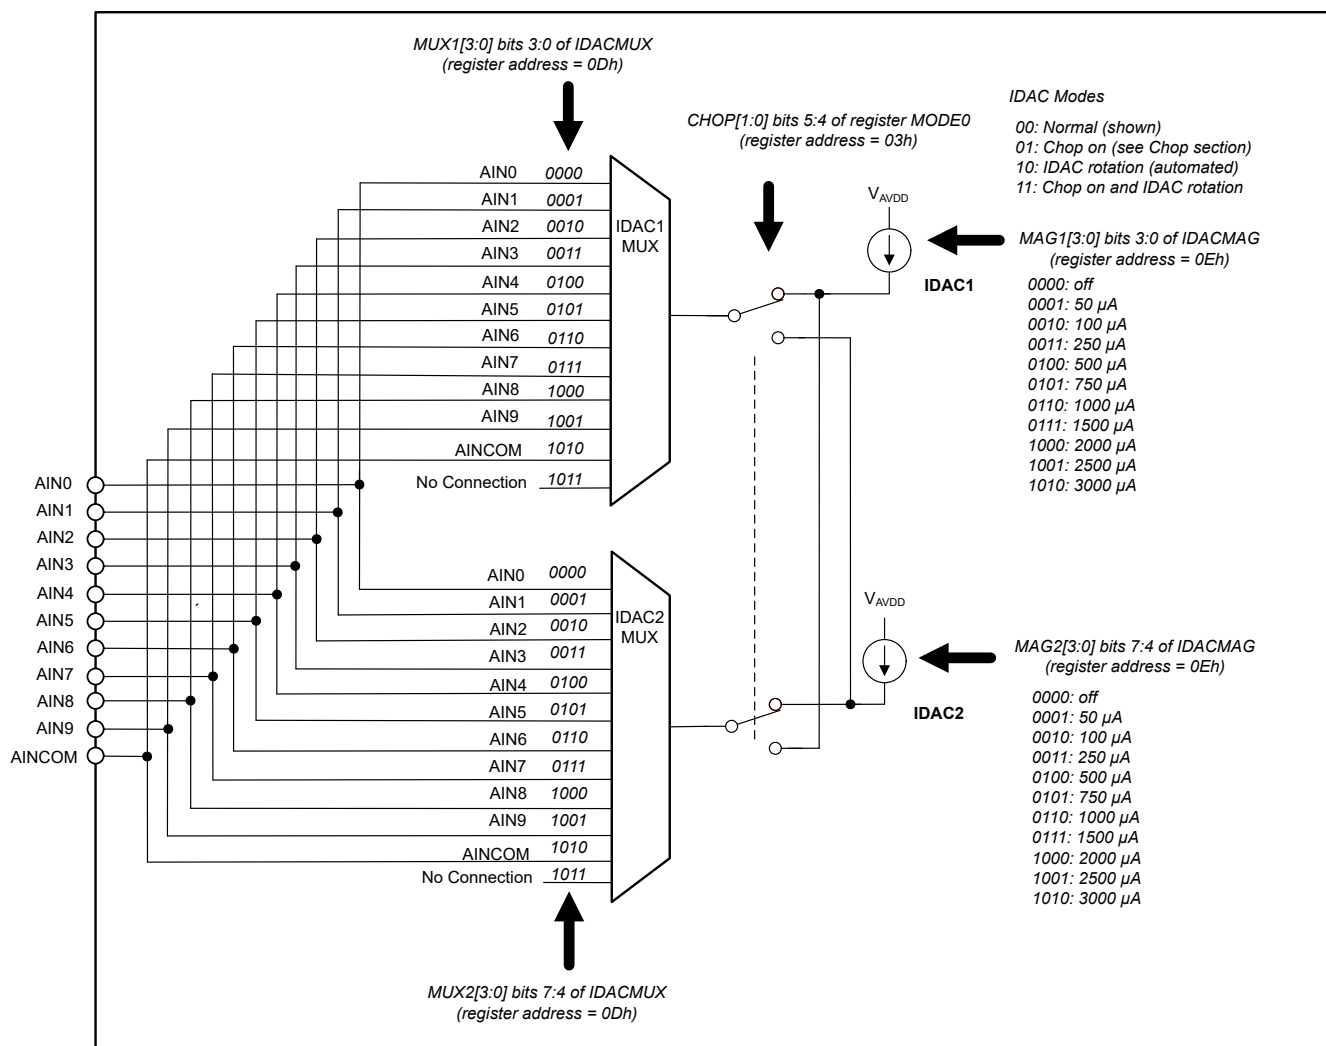 MUX1[3:0] bits 3:0 of IDACMUX
(register address = 0Dh)
CHOP[1:0] bits 5:4 of register MODE0
(register address = 03h)
IDAC Modes
00: Normal (shown)
01: Chop on (see Chop section)
10: IDAC rotation (automated)
11: Chop on and IDAC rotation
AIN0 0000
AIN1 0001
AIN2 0010
AIN3 0011
AIN4 0100
AIN5 0101
AIN6 0110
AIN7 0111
AIN8 1000
AIN9 1001
AINCOM 1010
No Connection 1011
IDAC1
MUX
VAVDD
IDAC1
MAG1[3:0] bits 3:0 of IDACMAG
(register address = 0Eh)
0000: off
0001: 50 µA
0010: 100 µA
0011: 250 µA
0100: 500 µA
0101: 750 µA
0110: 1000 µA
0111: 1500 µA
1000: 2000 µA
1001: 2500 µA
1010: 3000 µA
AIN0
AIN1
AIN2
AIN3
AIN4
AIN5
AIN6
AIN7
AIN8
AIN9
AINCOM
AIN0 0000
AIN1 0001
AIN2 0010
AIN3 0011
AIN4 0100
AIN5 0101
AIN6 0110
AIN7 0111
AIN8 1000
AIN9 1001
AINCOM 1010
No Connection 1011
IDAC2
MUX
VAVDD
IDAC2
MAG2[3:0] bits 7:4 of IDACMAG
(register address = 0Eh)
0000: off
0001: 50 µA
0010: 100 µA
0011: 250 µA
0100: 500 µA
0101: 750 µA
0110: 1000 µA
0111: 1500 µA
1000: 2000 µA
1001: 2500 µA
1010: 3000 µA
MUX2[3:0] bits 7:4 of IDACMUX
(register address = 0Dh)